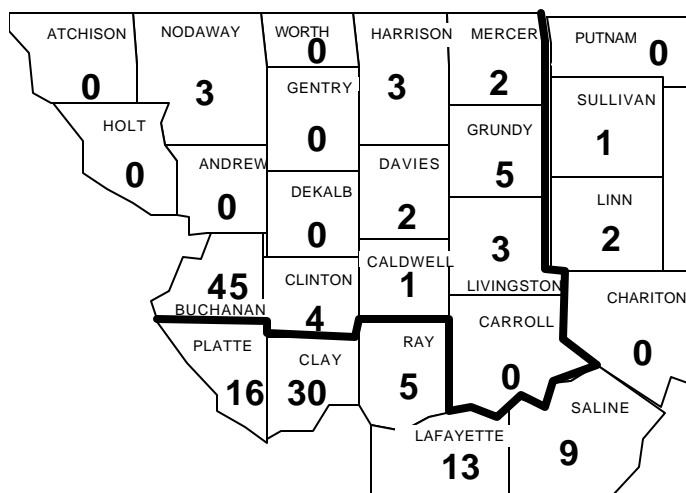 ATCHISON
0
NODAWAY
3
WORTH
0
HARRISON
3
MERCER
2
PUTNAM
0
HOLT
0
GENTRY
0
GRUNDY
5
SULLIVAN
1
ANDREW
0
DEKALB
0
DAVIES
2
LINN
2
45
BUCHANAN
CLINTON
4
CALDWELL
1
3
LIVINGSTON
CHARITON
0
PLATTE
16
CLAY
30
RAY
5
CARROLL
0
LAFAYETTE
13
SALINE
9